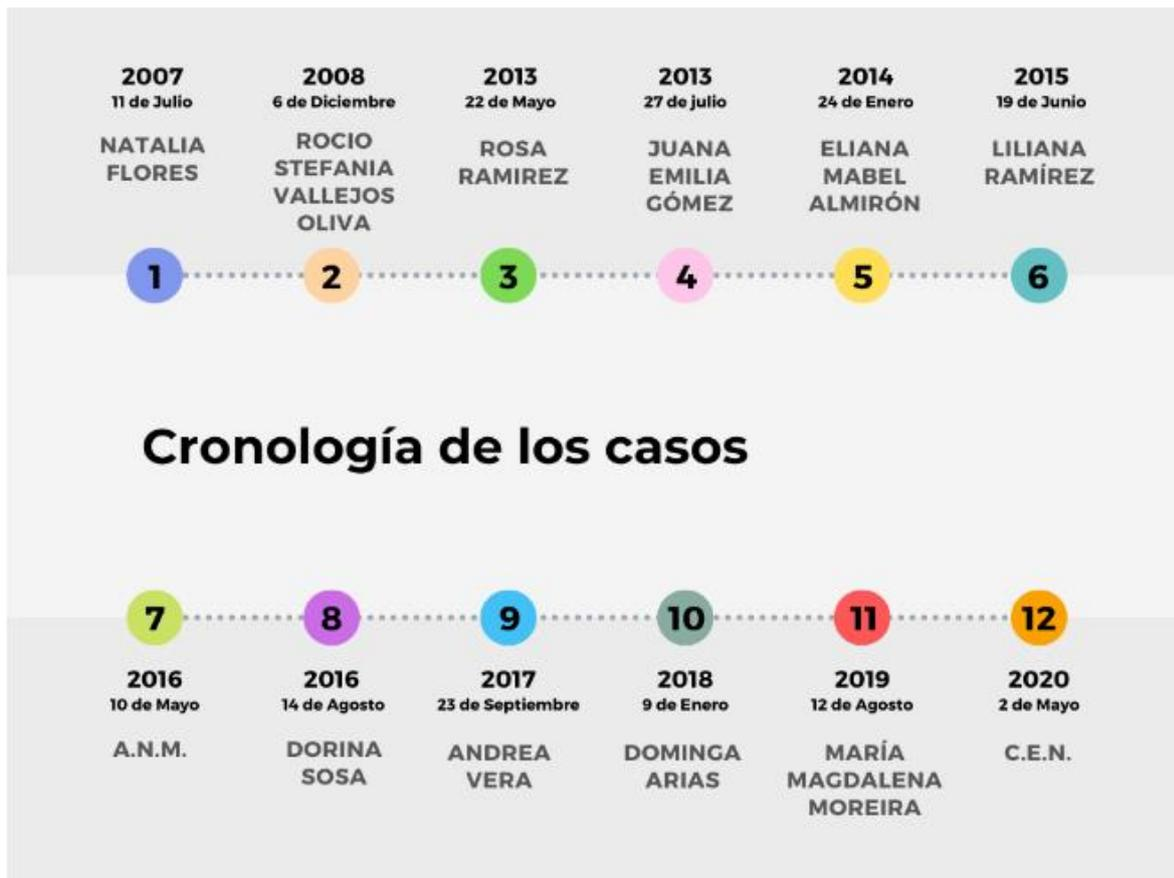 2007
11 de Julio
NATALIA
FLORES
1
2008
6 de Diciembre
ROCIO
STEFANIA
VALLEJOS
OLIVA
2
2013
22 de Mayo
ROSA
RAMIREZ
3
2013
27 de julio
JUANA
EMILIA
GÓMEZ
4
2014
24 de Enero
ELIANA
MABEL
ALMIRÓN
5
2015
19 de Junio
LILIANA
RAMÍREZ
6
Cronología de los casos
7
2016
10 de Mayo
A.N.M.
8
2016
14 de Agosto
DORINA
SOSA
9
2017
23 de Septiembre
ANDREA
VERA
10
2018
9 de Enero
DOMINGA
ARIAS
11
2019
12 de Agosto
MARÍA
MAGDALENA
MOREIRA
12
2020
2 de Mayo
C.E.N.